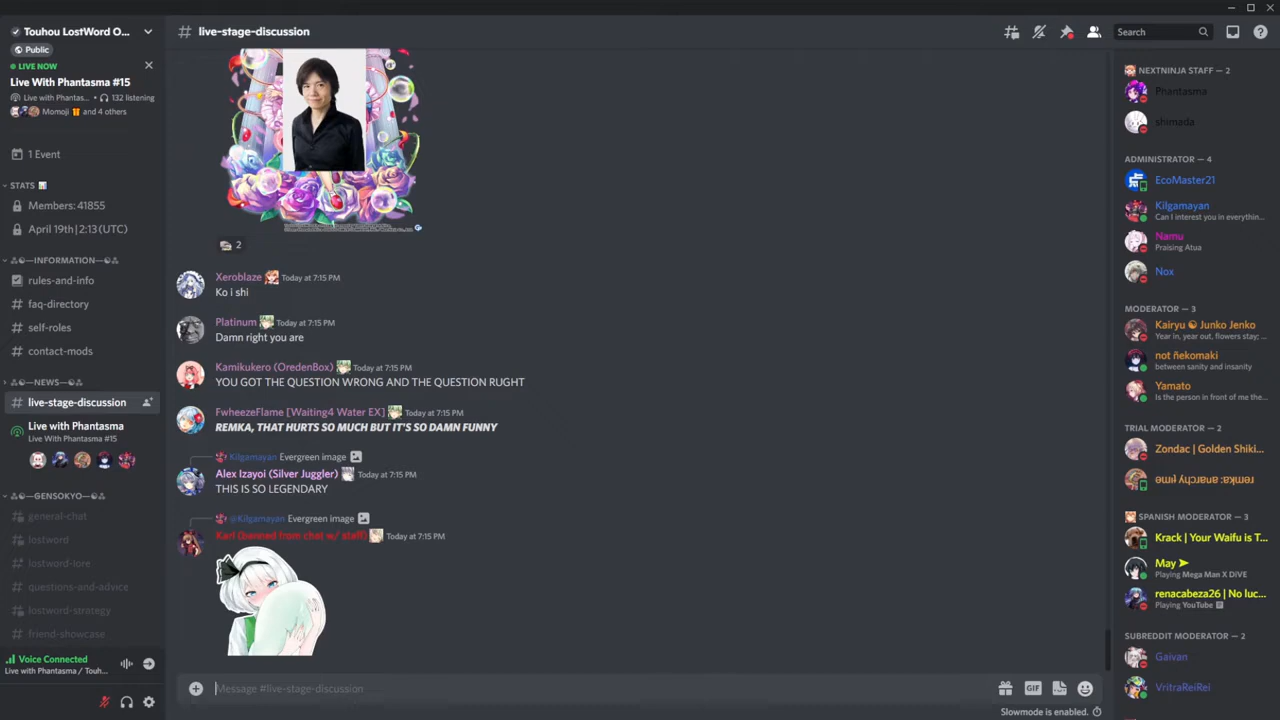 Touhou LostWord O...
Public
LIVE NOW
Live With Phantasma #15
Live with Phantas... • 132 listening
Momoji and 4 others
1 Event
STATS
Members: 41855
April 19th | 2:13 (UTC)
—INFORMATION—
rules-and-info
faq-directory
self-roles
contact-mods
—NEWS—
live-stage-discussion
Live with Phantasma
Live With Phantasma #15
—GENSOKYO—
general-chat
lostword
lostword-lore
questions-and-advice
lostword-strategy
friend-showcase
Voice Connected
Live with Phantasma / Touh...
live-stage-discussion
Search
2
Xeroblaze Today at 7:15 PM
Ko i shi
Platinum Today at 7:15 PM
Damn right you are
Kamikukero (OredenBox) Today at 7:15 PM
YOU GOT THE QUESTION WRONG AND THE QUESTION RUGHT
FwheezeFlame [Waiting4 Water EX] Today at 7:15 PM
REMKA, THAT HURTS SO MUCH BUT IT'S SO DAMN FUNNY
Kilgamayan Evergreen image
Alex Izayoi (Silver Juggler) Today at 7:15 PM
THIS IS SO LEGENDARY
@Kilgamayan Evergreen image
Karl (banned from chat w/ staff) Today at 7:15 PM
Message #live-stage-discussion
GIF
Slowmode is enabled.
NEXTNINJA STAFF — 2
Phantasma
shimada
ADMINISTRATOR — 4
EcoMaster21
Kilgamayan
Can I interest you in everythin...
Namu
Praising Atua
Nox
MODERATOR — 3
Kairyu ☯ Junko Jenko
Year in, year out, flowers stay; ...
not ñekomaki
between sanity and insanity
Yamato
Is the person in front of me the...
TRIAL MODERATOR — 2
Zondac | Golden Shiki...
SPANISH MODERATOR — 3
Krack | Your Waifu is T...
May ➤
Playing Mega Man X DiVE
renacabeza26 | No luc...
Playing YouTube
SUBREDDIT MODERATOR — 2
Gaivan
VritraReiRei